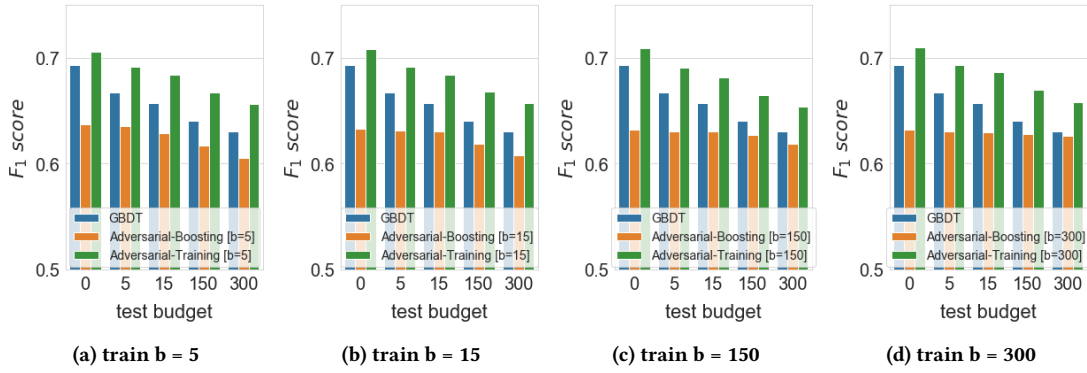 F1 score
0.7
0.6
0.5
GBDT
Adversarial-Boosting [b=5]
Adversarial-Training [b=5]
0 5 15 150 300
test budget
(a) train b = 5
F1 score
0.7
0.6
0.5
GBDT
Adversarial-Boosting [b=15]
Adversarial-Training [b=15]
0 5 15 150 300
test budget
(b) train b = 15
F1 score
0.7
0.6
0.5
GBDT
Adversarial-Boosting [b=150]
Adversarial-Training [b=150]
0 5 15 150 300
test budget
(c) train b = 150
F1 score
0.7
0.6
0.5
GBDT
Adversarial-Boosting [b=300]
Adversarial-Training [b=300]
0 5 15 150 300
test budget
(d) train b = 300